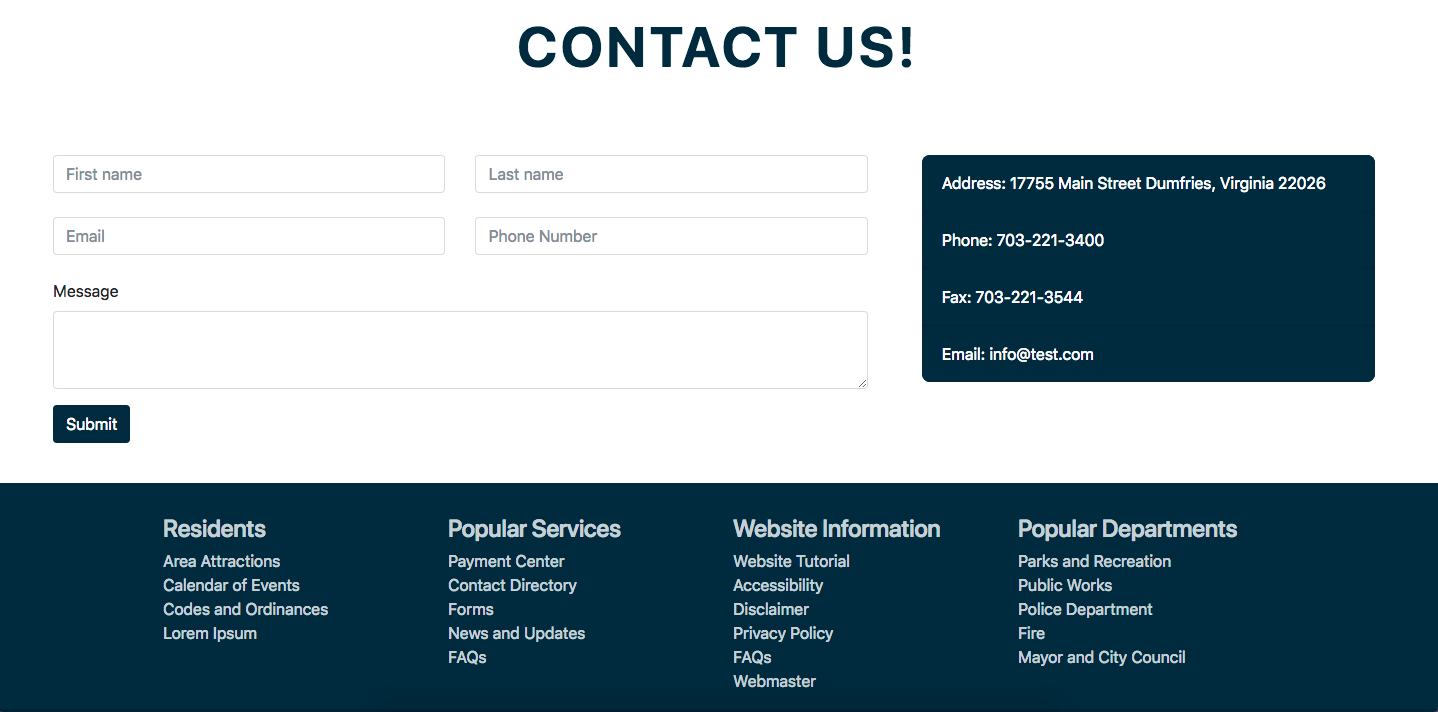 CONTACT US!
First name
Last name
Email
Phone Number
Message
Submit
Address: 17755 Main Street Dumfries, Virginia 22026
Phone: 703-221-3400
Fax: 703-221-3544
Email: info@test.com
Residents
Area Attractions
Calendar of Events
Codes and Ordinances
Lorem Ipsum
Popular Services
Payment Center
Contact Directory
Forms
News and Updates
FAQs
Website Information
Website Tutorial
Accessibility
Disclaimer
Privacy Policy
FAQs
Webmaster
Popular Departments
Parks and Recreation
Public Works
Police Department
Fire
Mayor and City Council